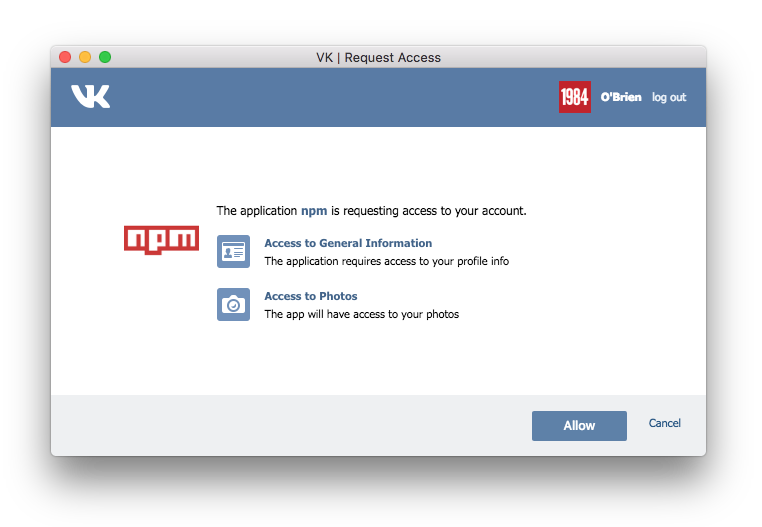 VK | Request Access
VK
1984 O'Brien log out
The application npm is requesting access to your account.
npm
Access to General Information
The application requires access to your profile info
Access to Photos
The app will have access to your photos
Allow Cancel